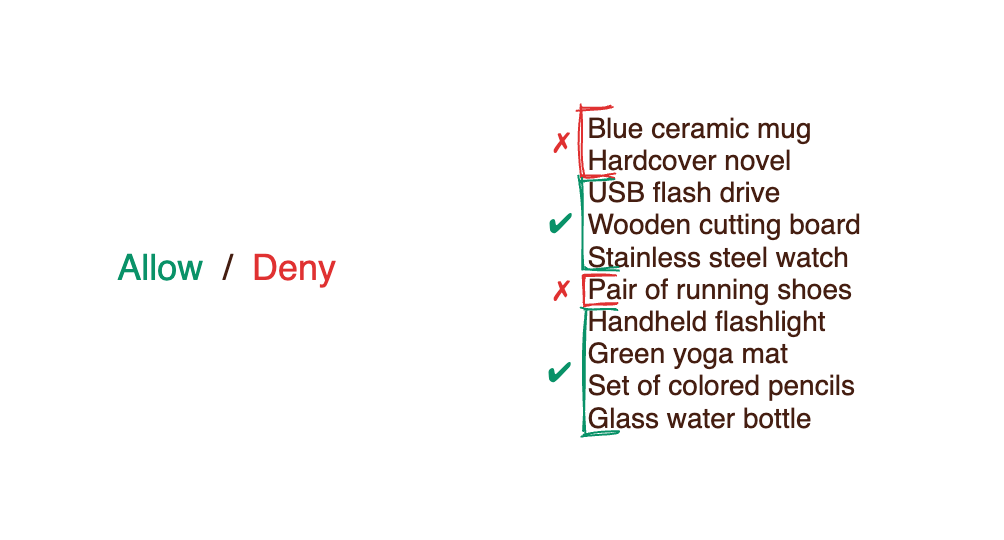 Allow / Deny
✗ Blue ceramic mug
Hardcover novel
USB flash drive
✔ Wooden cutting board
Stainless steel watch
✗ Pair of running shoes
Handheld flashlight
Green yoga mat
✔ Set of colored pencils
Glass water bottle